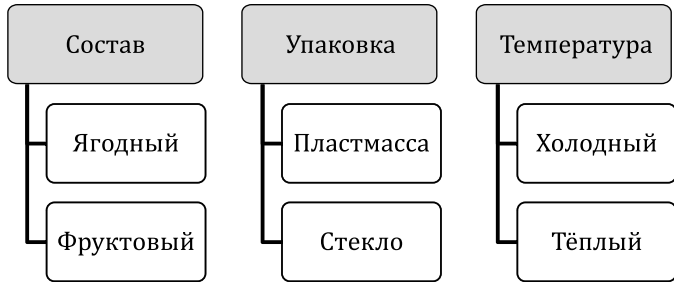 Состав
Ягодный
Фруктовый
Упаковка
Пластмасса
Стекло
Температура
Холодный
Тёплый